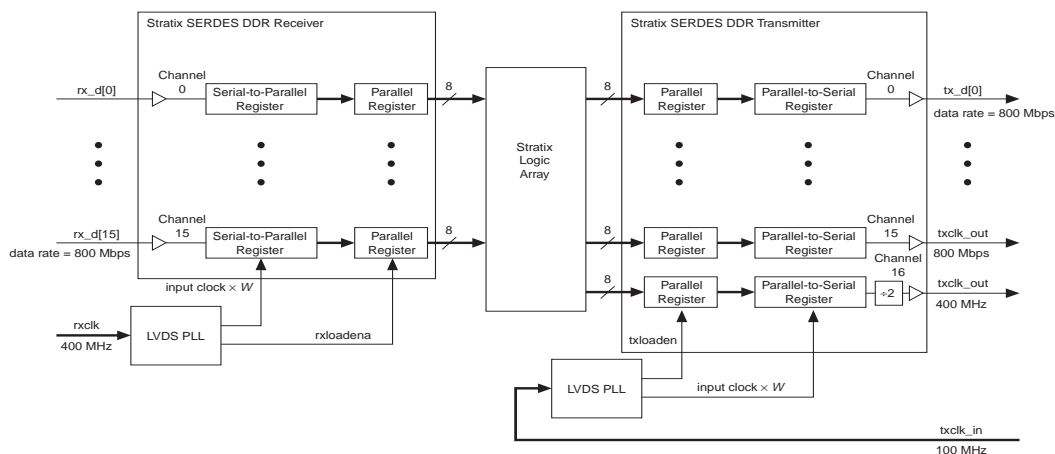 Stratix SERDES DDR Receiver
Stratix SERDES DDR Transmitter
rx_d[0]
Channel
0
Serial-to-Parallel
Register
Parallel
Register
8
Stratix
Logic
Array
8
Parallel
Register
Parallel-to-Serial
Register
Channel
0
tx_d[0]
data rate = 800 Mbps
rx_d[15]
data rate = 800 Mbps
Channel
15
Serial-to-Parallel
Register
Parallel
Register
8
8
Parallel
Register
Parallel-to-Serial
Register
Channel
15
txclk_out
800 Mbps
8
Parallel
Register
Parallel-to-Serial
Register
Channel
16
÷2
txclk_out
400 MHz
input clock × W
rxclk
400 MHz
LVDS PLL
rxloadena
txloaden
LVDS PLL
input clock × W
txclk_in
100 MHz